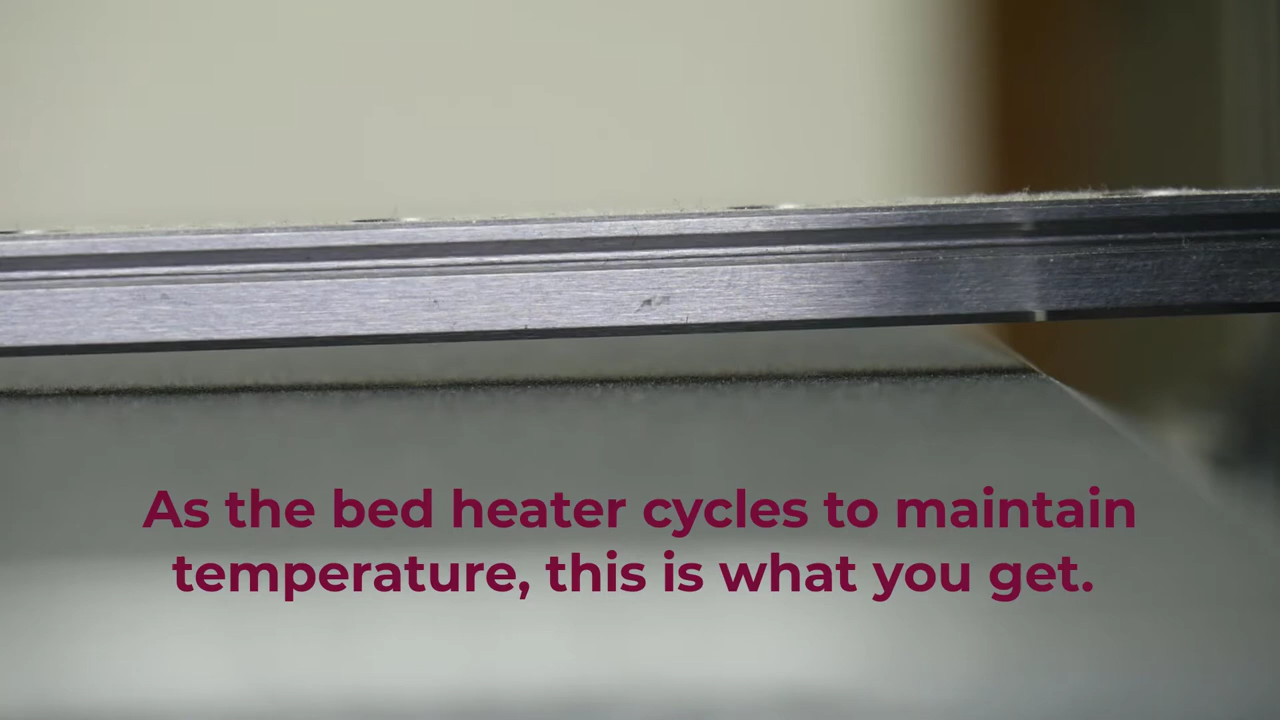 As the bed heater cycles to maintain
temperature, this is what you get.